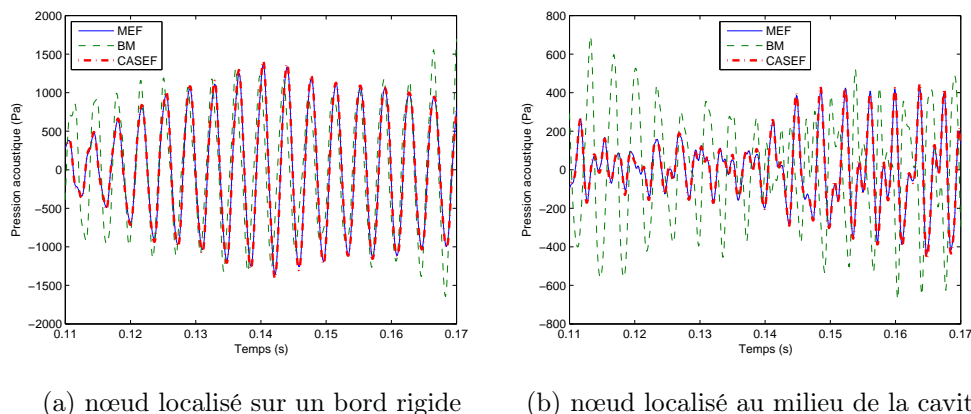 2000
1500
1000
500
0
−500
−1000
−1500
−2000
0.11 0.12 0.13 0.14 0.15 0.16 0.17
Pression acoustique (Pa)
Temps (s)
MEF
BM
CASEF
800
600
400
200
0
−200
−400
−600
−800
0.11 0.12 0.13 0.14 0.15 0.16 0.17
Pression acoustique (Pa)
Temps (s)
MEF
BM
CASEF
(a) nœud localisé sur un bord rigide
(b) nœud localisé au milieu de la cavit